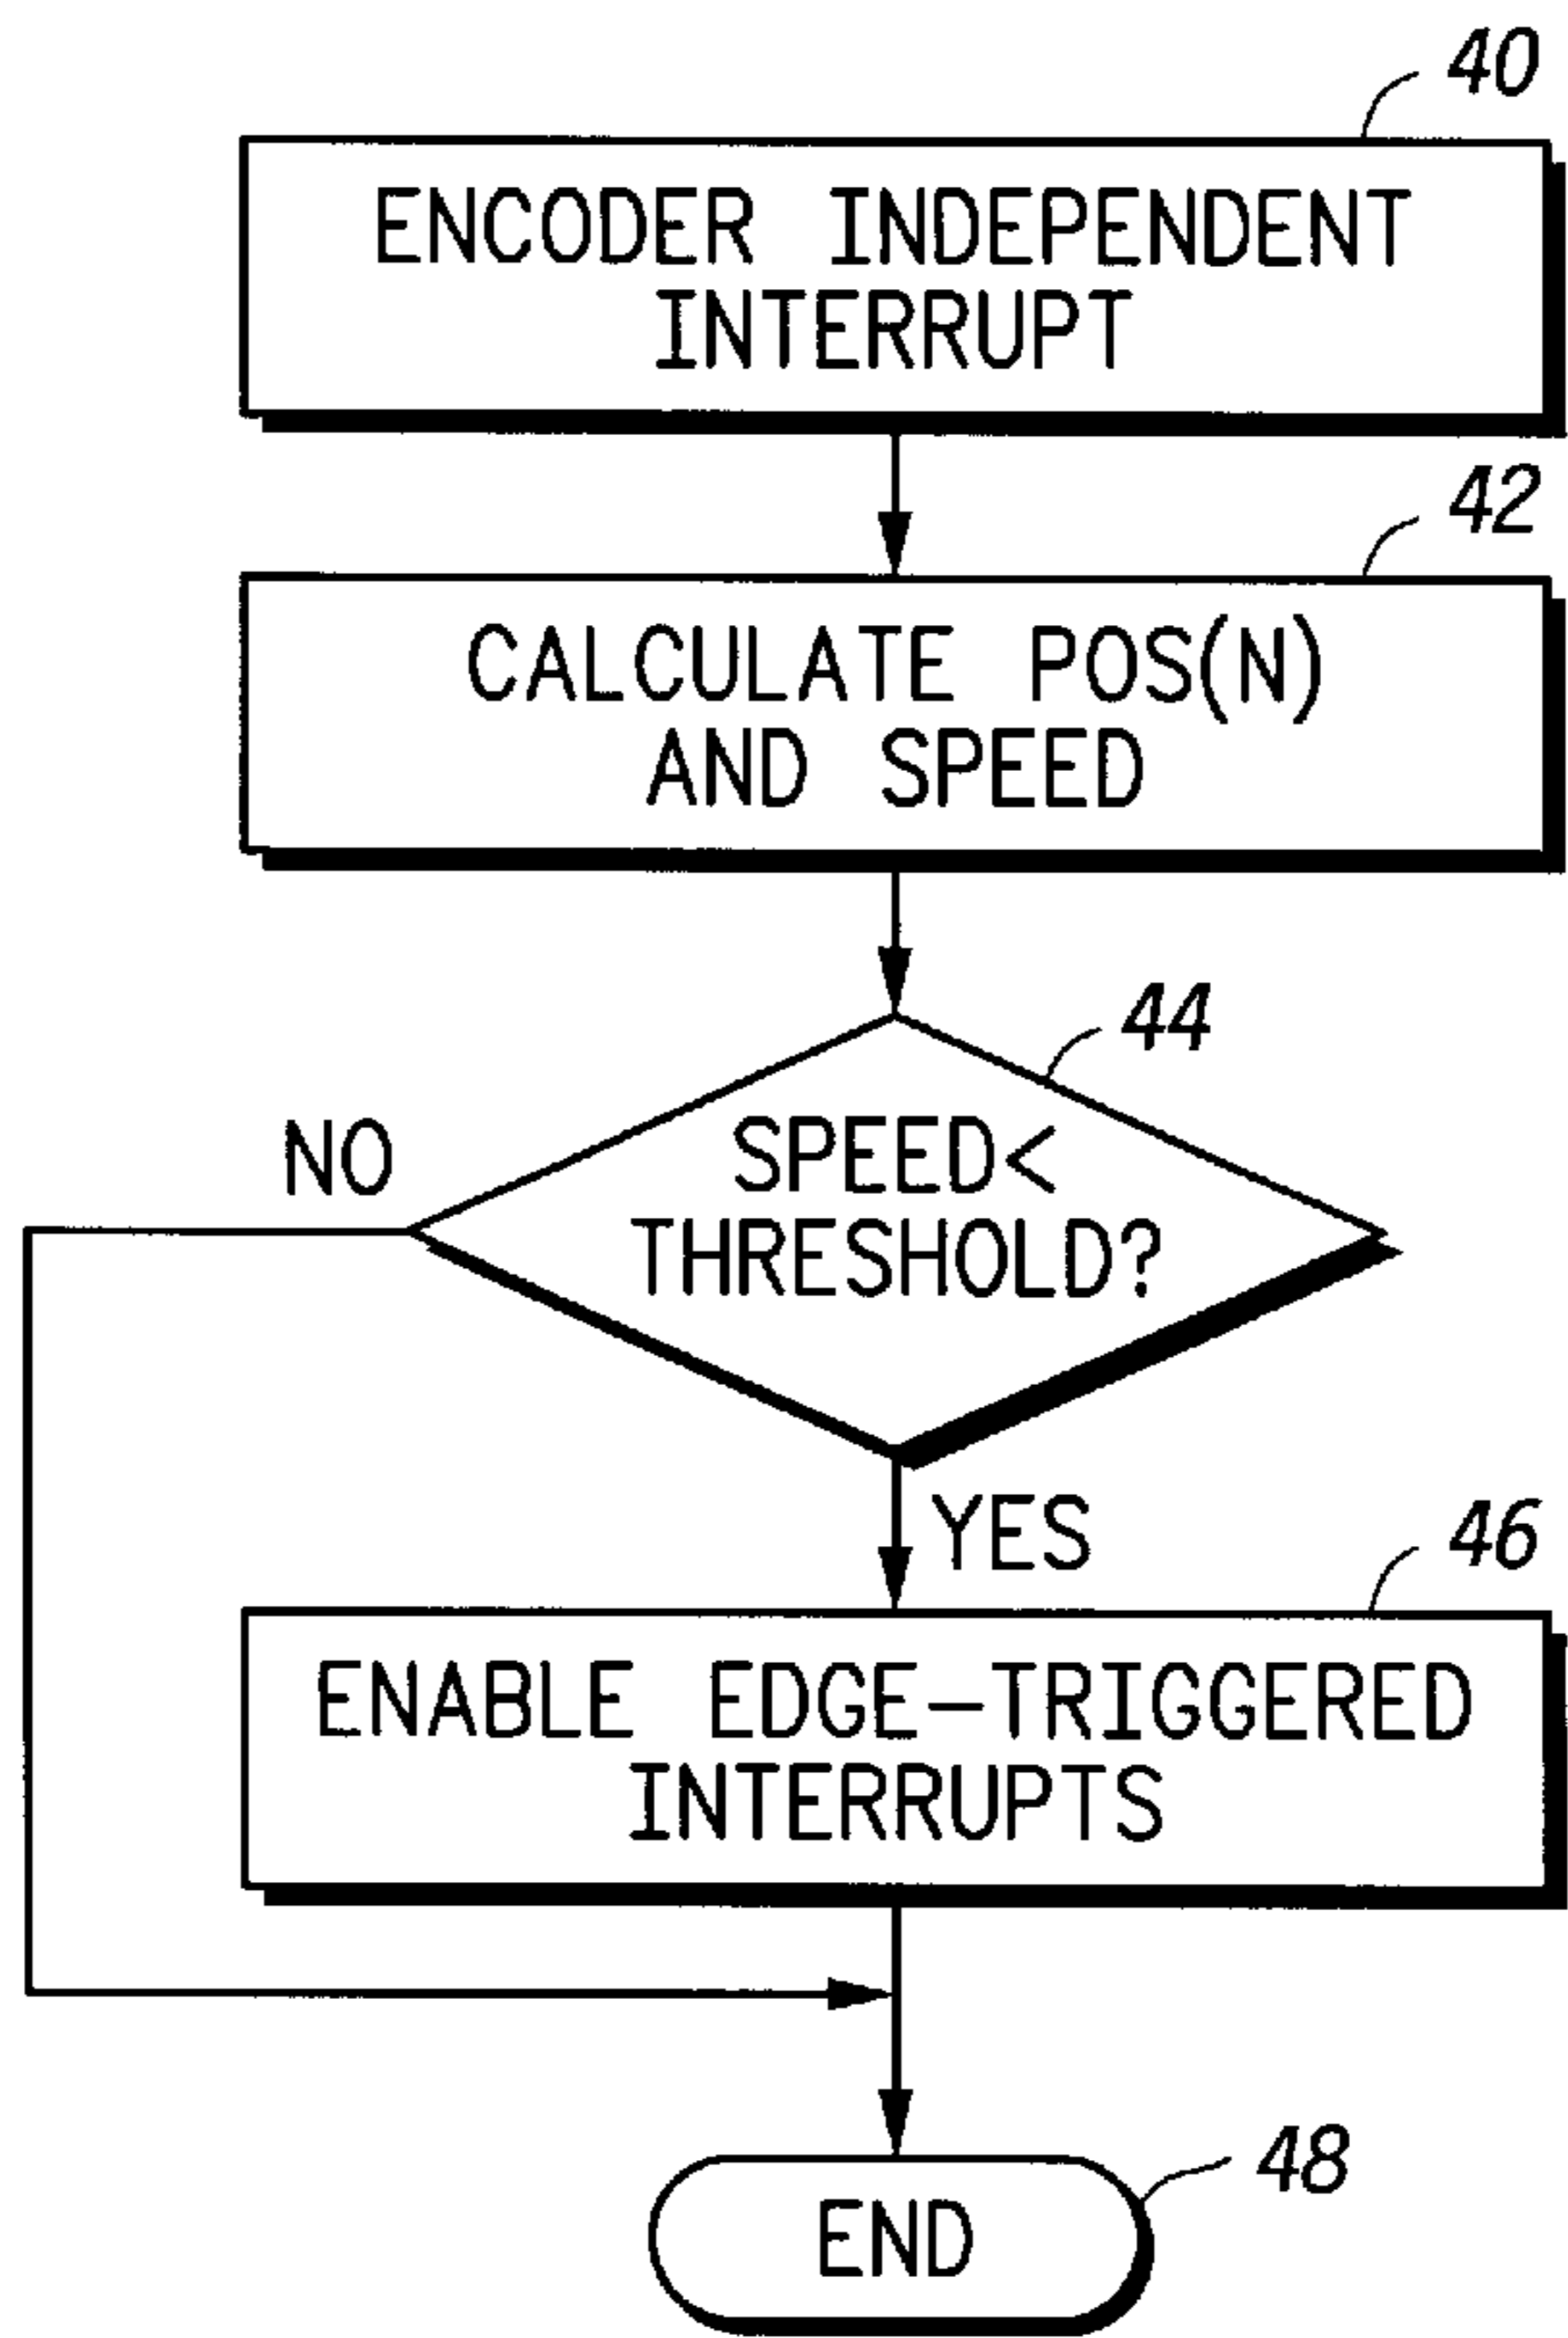 40
ENCODER INDEPENDENT
INTERRUPT
42
CALCULATE POS(N)
AND SPEED
44
NO
SPEED<
THRESHOLD?
YES
46
ENABLE EDGE-TRIGGERED
INTERRUPTS
48
END